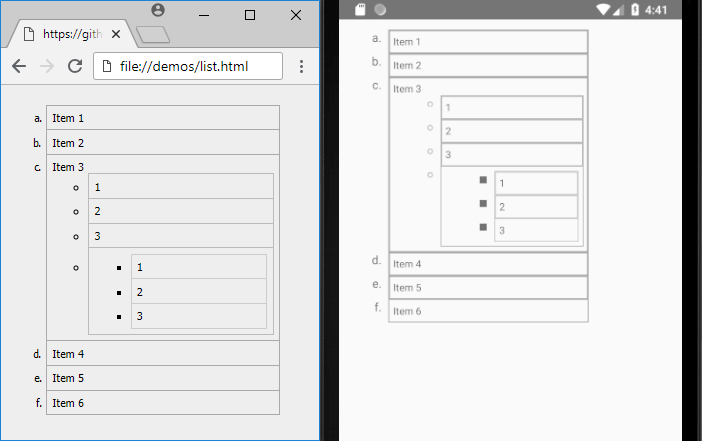 https://gith
file://demos/list.html
a. Item 1
b. Item 2
c. Item 3
1
2
3
1
2
3
d. Item 4
e. Item 5
f. Item 6
4:41
a. Item 1
b. Item 2
c. Item 3
1
2
3
1
2
3
d. Item 4
e. Item 5
f. Item 6